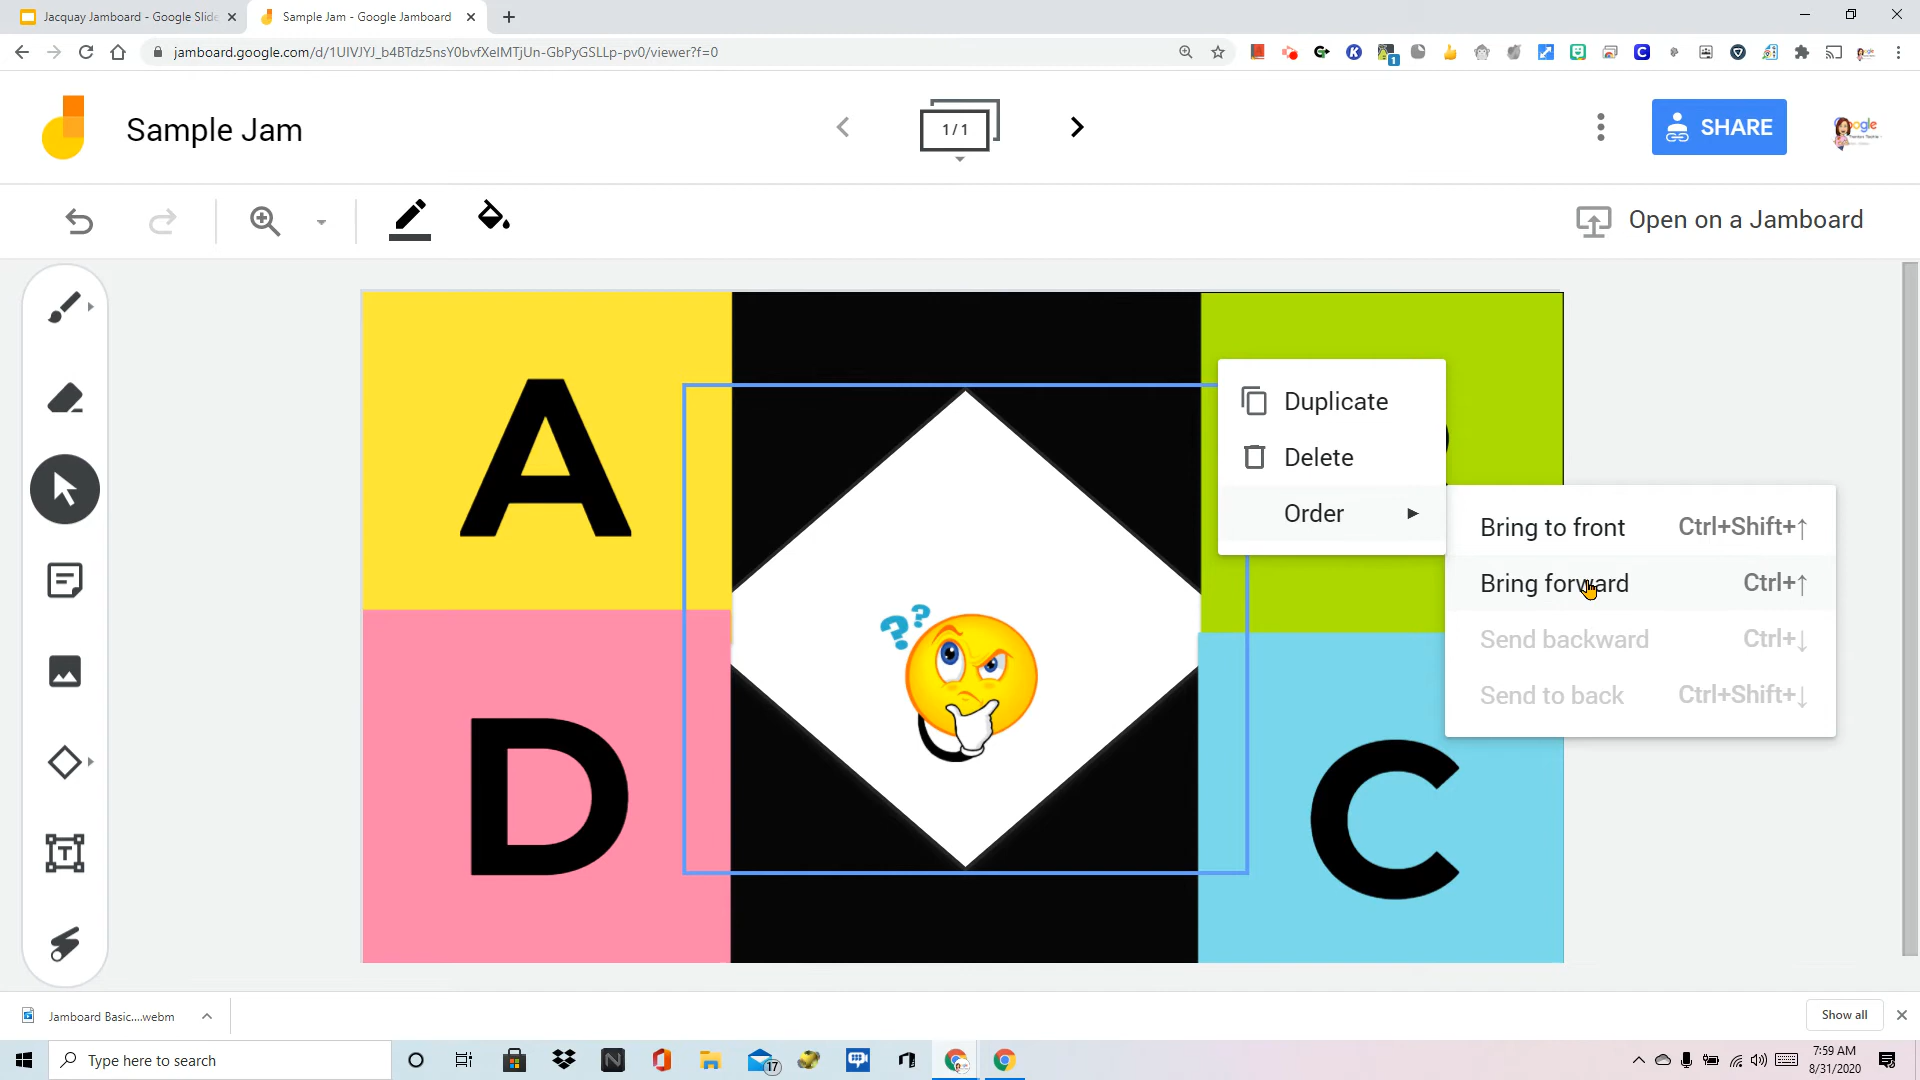 Jacquay Jamboard - Google Slide
Sample Jam - Google Jamboard
jamboard.google.com/d/1UIVJYJ_b4BTdz5nsY0bvfXeIMTjUn-GbPyGSLLp-pv0/viewer?f=0
Sample Jam
1 / 1
SHARE
Open on a Jamboard
A
Duplicate
Delete
Order
Bring to front Ctrl+Shift+↑
Bring forward Ctrl+↑
Send backward Ctrl+↓
Send to back Ctrl+Shift+↓
? ?
D
C
Jamboard Basic....webm
Show all
Type here to search
17
7:59 AM
8/31/2020